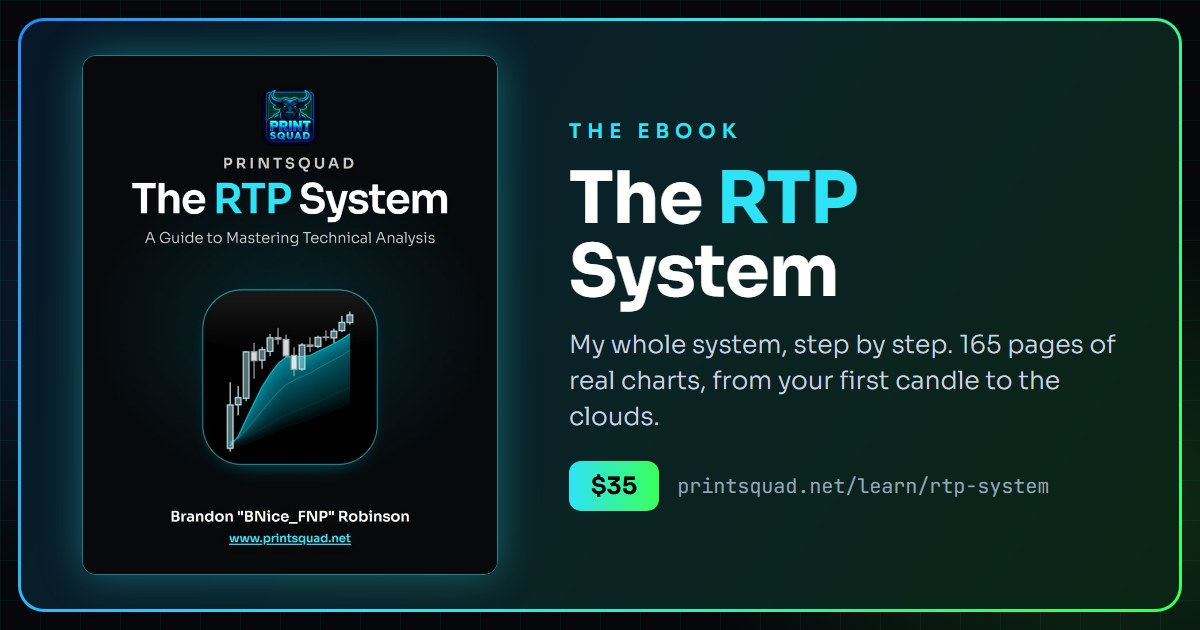 PRINT
SQUAD
PRINTSQUAD
The RTP System
A Guide to Mastering Technical Analysis
Brandon "BNice_FNP" Robinson
www.printsquad.net
THE EBOOK
The RTP
System
My whole system, step by step. 165 pages of
real charts, from your first candle to the
clouds.
$35
printsquad.net/learn/rtp-system